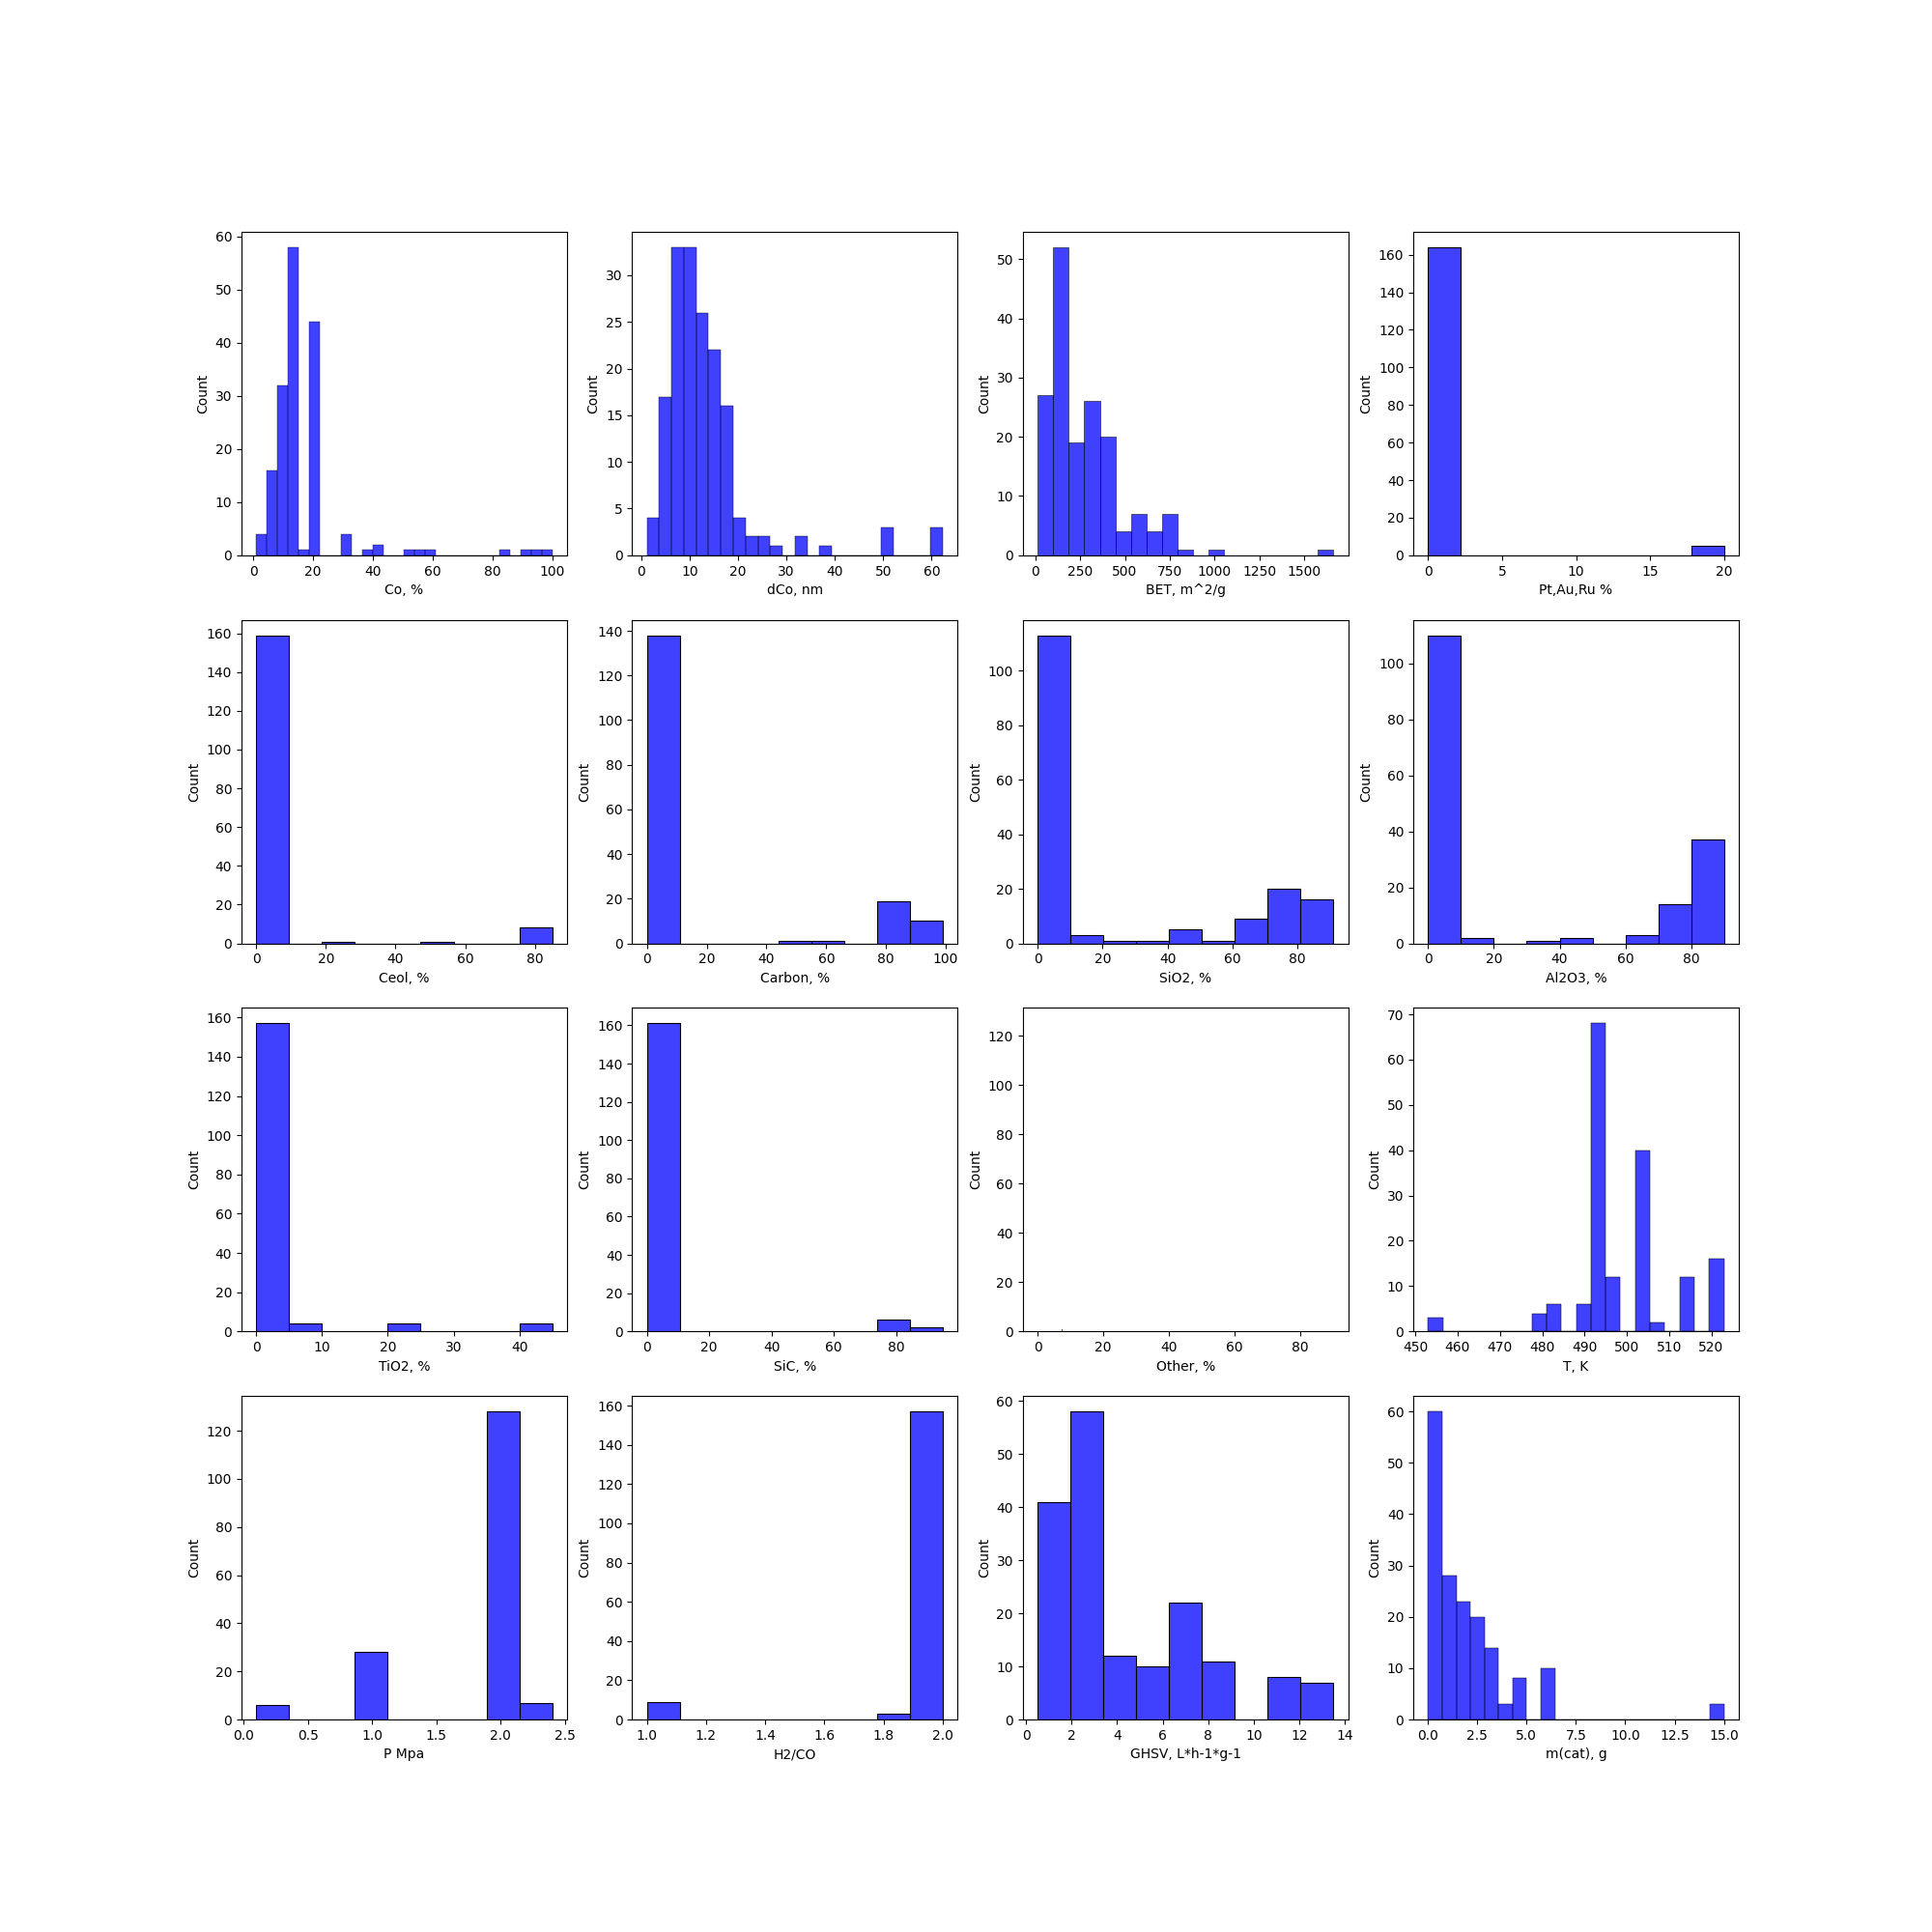 60
50
40
30
20
10
0
Count
0 20 40 60 80 100
Co, %
30
25
20
15
10
5
0
Count
0 10 20 30 40 50 60
dCo, nm
50
40
30
20
10
0
Count
0 250 500 750 1000 1250 1500
BET, m^2/g
160
140
120
100
80
60
40
20
0
Count
0 5 10 15 20
Pt,Au,Ru %
160
140
120
100
80
60
40
20
0
Count
0 20 40 60 80
Ceol, %
140
120
100
80
60
40
20
0
Count
0 20 40 60 80 100
Carbon, %
100
80
60
40
20
0
Count
0 20 40 60 80
SiO2, %
100
80
60
40
20
0
Count
0 20 40 60 80
Al2O3, %
160
140
120
100
80
60
40
20
0
Count
0 10 20 30 40
TiO2, %
160
140
120
100
80
60
40
20
0
Count
0 20 40 60 80
SiC, %
120
100
80
60
40
20
0
Count
0 20 40 60 80
Other, %
70
60
50
40
30
20
10
0
Count
450 460 470 480 490 500 510 520
T, K
120
100
80
60
40
20
0
Count
0.0 0.5 1.0 1.5 2.0 2.5
P Mpa
160
140
120
100
80
60
40
20
0
Count
1.0 1.2 1.4 1.6 1.8 2.0
H2/CO
60
50
40
30
20
10
0
Count
0 2 4 6 8 10 12 14
GHSV, L*h-1*g-1
60
50
40
30
20
10
0
Count
0.0 2.5 5.0 7.5 10.0 12.5 15.0
m(cat), g